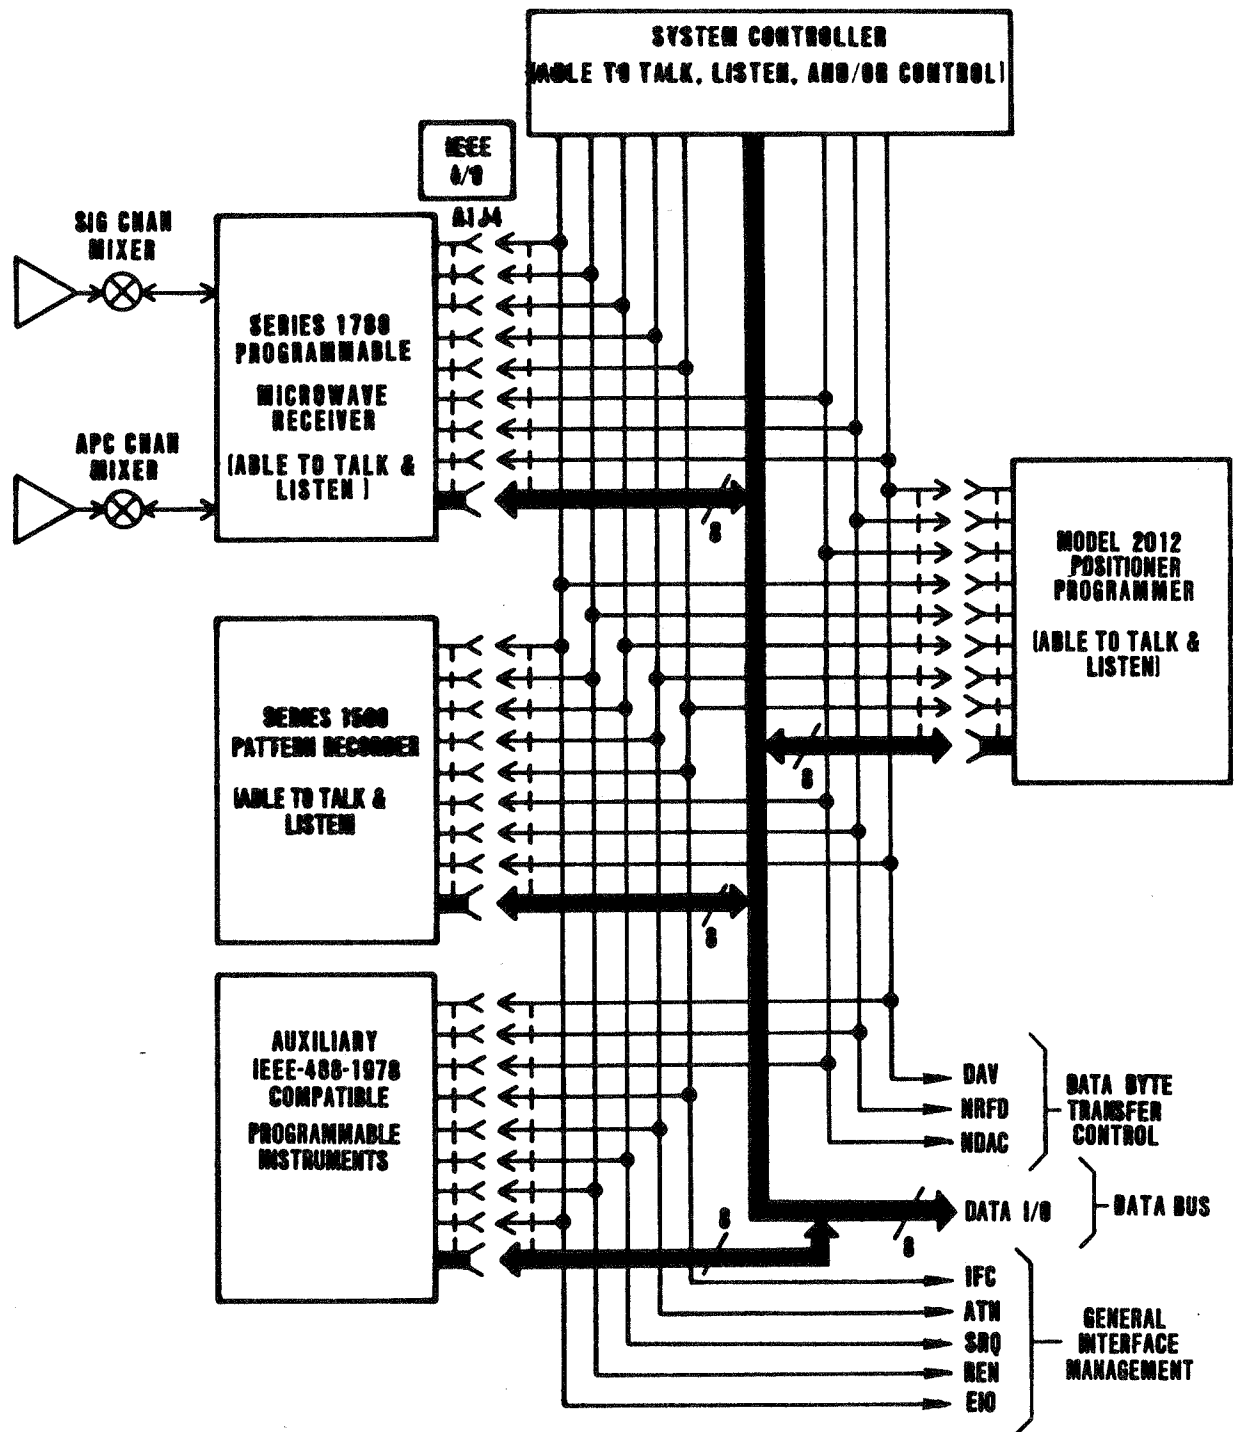 SYSTEM CONTROLLER
(ABLE TO TALK, LISTEN, AND/OR CONTROL)
IEEE
A1J4
SIG CHAN
MIXER
SERIES 1780
PROGRAMMABLE
MICROWAVE
RECEIVER
(ABLE TO TALK &
LISTEN )
APC CHAN
MIXER
8
MODEL 2012
POSITIONER
PROGRAMMER
(ABLE TO TALK &
LISTEN)
8
SERIES 1580
PATTERN RECORDER
(ABLE TO TALK &
LISTEN)
8
AUXILIARY
IEEE-488-1978
COMPATIBLE
PROGRAMMABLE
INSTRUMENTS
DAV
NRFD
NDAC
DATA BYTE
TRANSFER
CONTROL
8
DATA I/O
8
DATA BUS
IFC
ATN
SRQ
REN
EIO
GENERAL
INTERFACE
MANAGEMENT